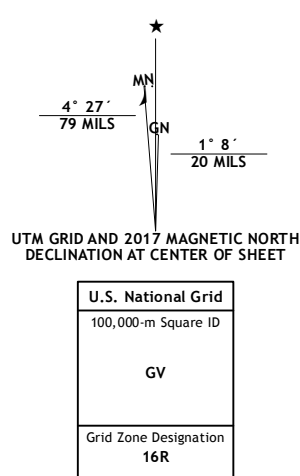 MN
4° 27´
79 MILS
GN
1° 8´
20 MILS
UTM GRID AND 2017 MAGNETIC NORTH
DECLINATION AT CENTER OF SHEET
U.S. National Grid
100,000-m Square ID
GV
Grid Zone Designation
16R